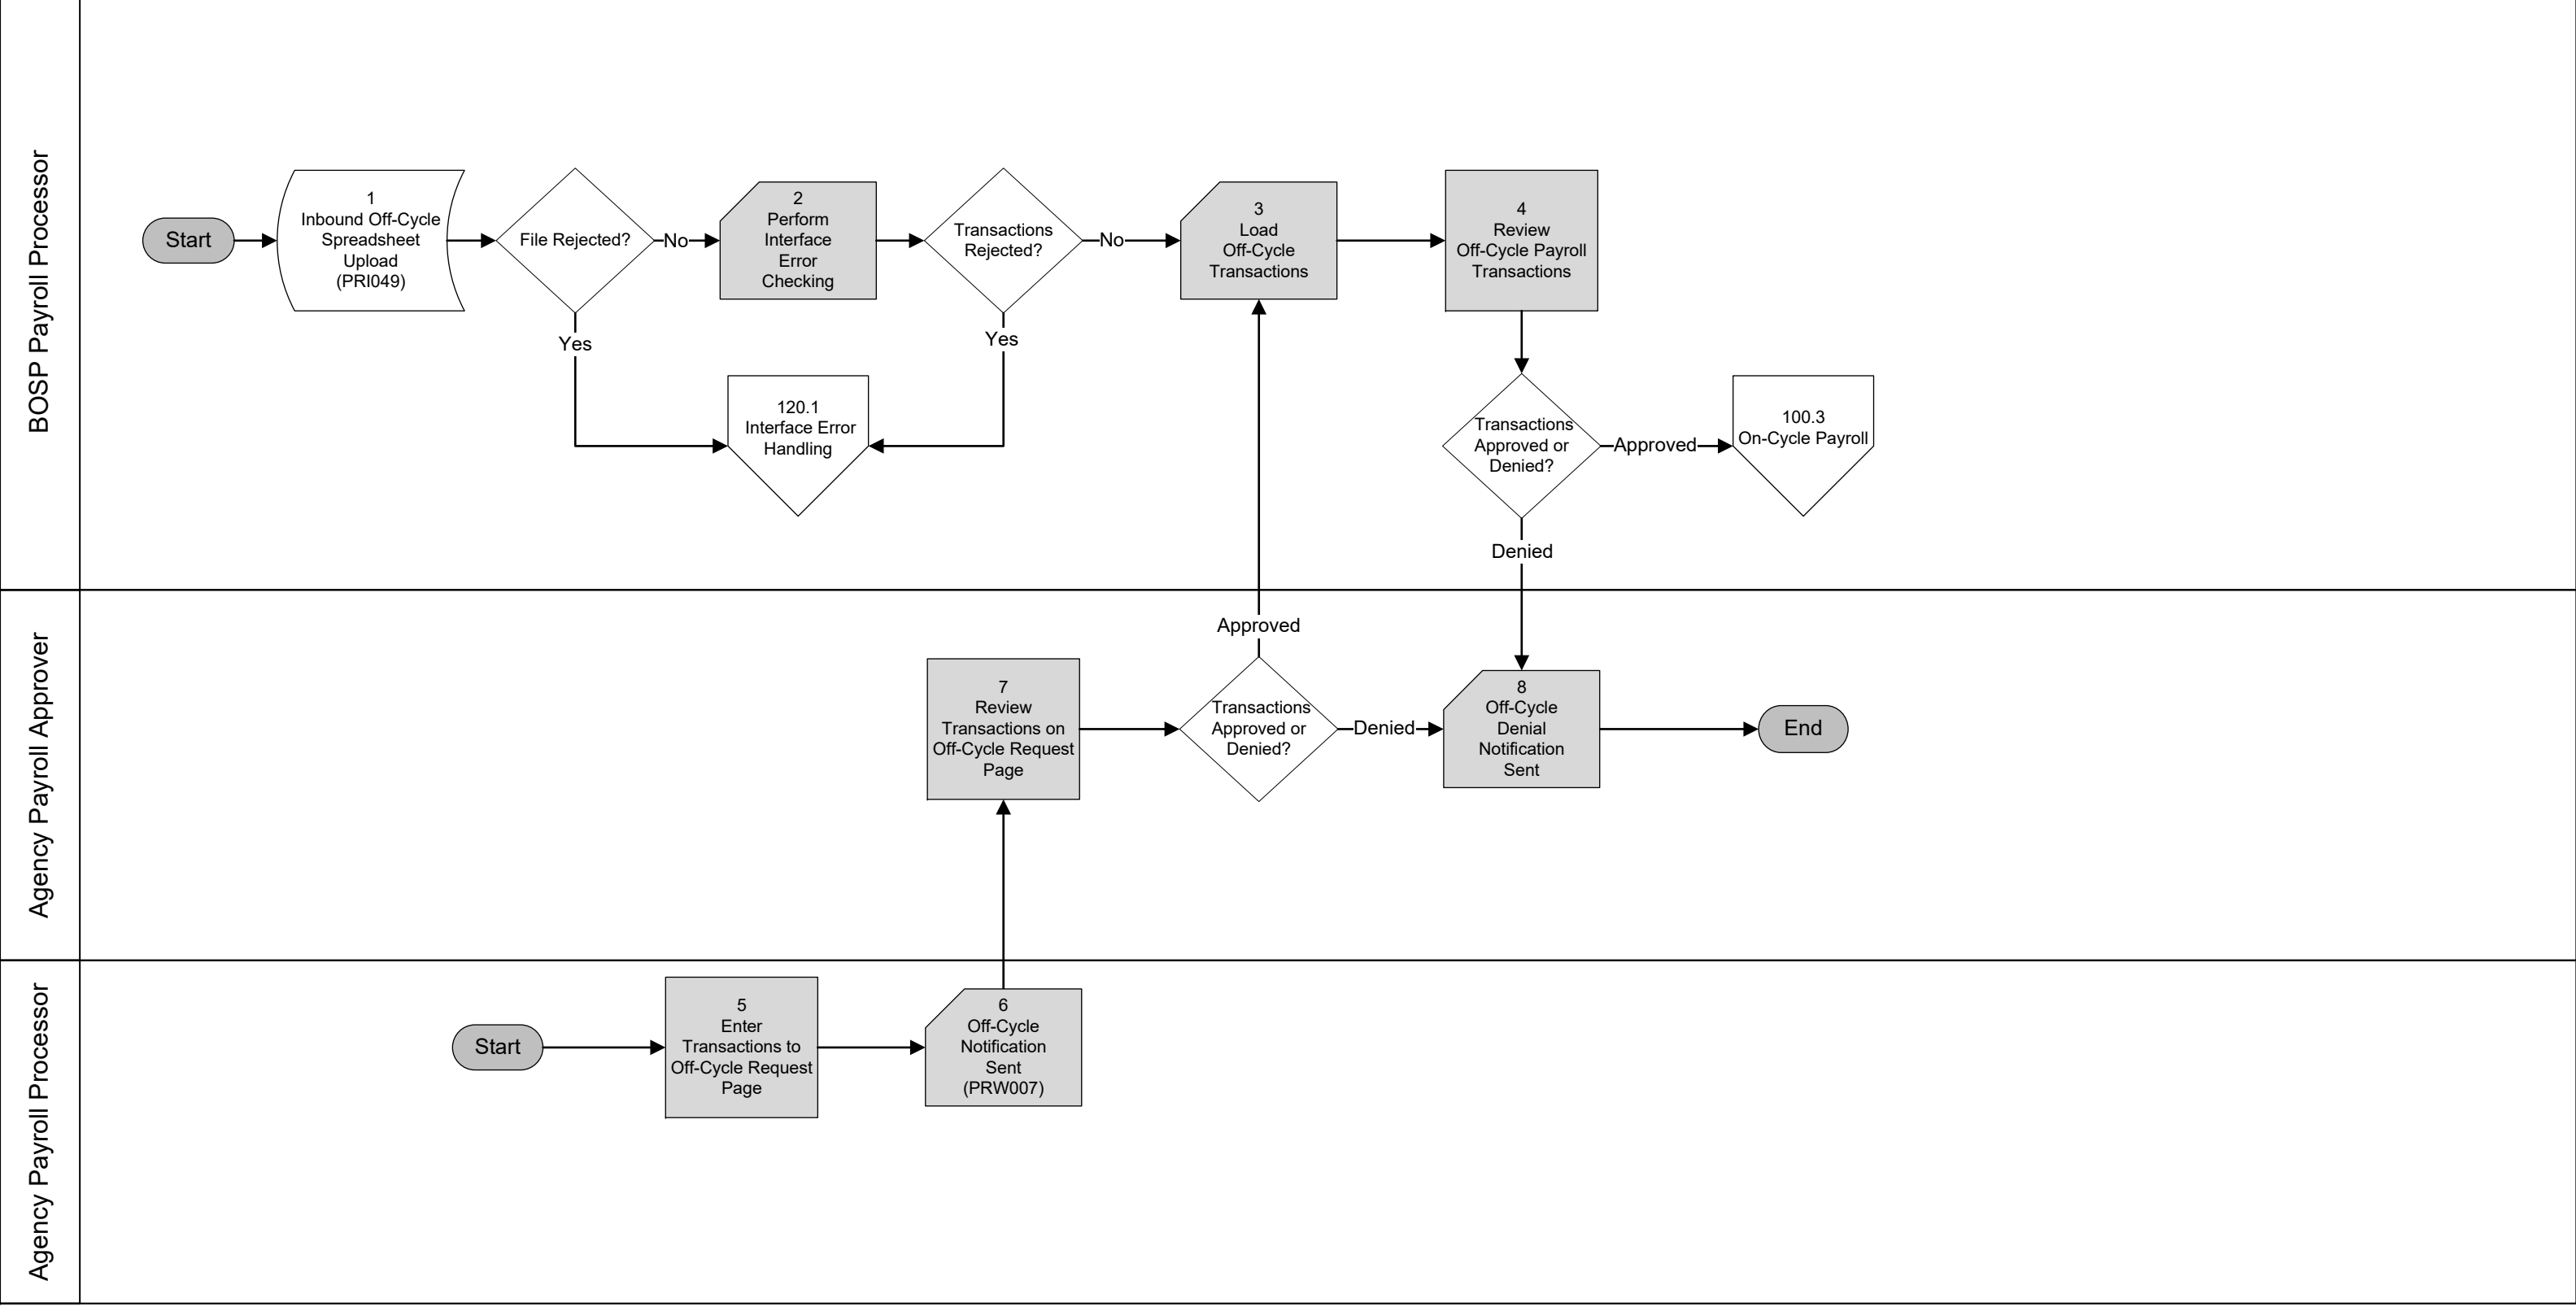 BOSP Payroll Processor
Start
1
Inbound Off-Cycle
Spreadsheet
Upload
(PRI049)
File Rejected?
No
2
Perform
Interface
Error
Checking
Transactions
Rejected?
No
3
Load
Off-Cycle
Transactions
4
Review
Off-Cycle Payroll
Transactions
Yes
Yes
120.1
Interface Error
Handling
Transactions
Approved or
Denied?
Approved
100.3
On-Cycle Payroll
Denied
Agency Payroll Approver
Approved
7
Review
Transactions on
Off-Cycle Request
Page
Transactions
Approved or
Denied?
Denied
8
Off-Cycle
Denial
Notification
Sent
End
Agency Payroll Processor
Start
5
Enter
Transactions to
Off-Cycle Request
Page
6
Off-Cycle
Notification
Sent
(PRW007)